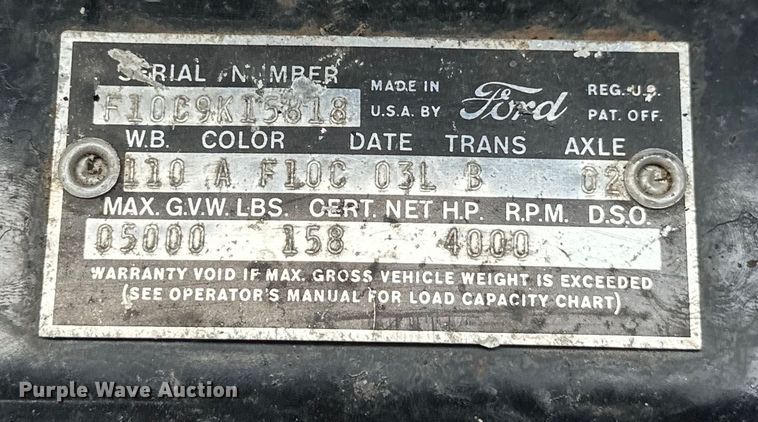 SERIAL NUMBER
F10C9K15818
MADE IN
U.S.A. BY
Ford
REG. U.S.
PAT. OFF.
W.B. COLOR DATE TRANS AXLE
110 A F10C 03L B 02
MAX. G.V.W. LBS. CERT. NET H.P. R.P.M. D.S.O.
05000 158 4000
WARRANTY VOID IF MAX. GROSS VEHICLE WEIGHT IS EXCEEDED
(SEE OPERATOR'S MANUAL FOR LOAD CAPACITY CHART)
Purple Wave Auction